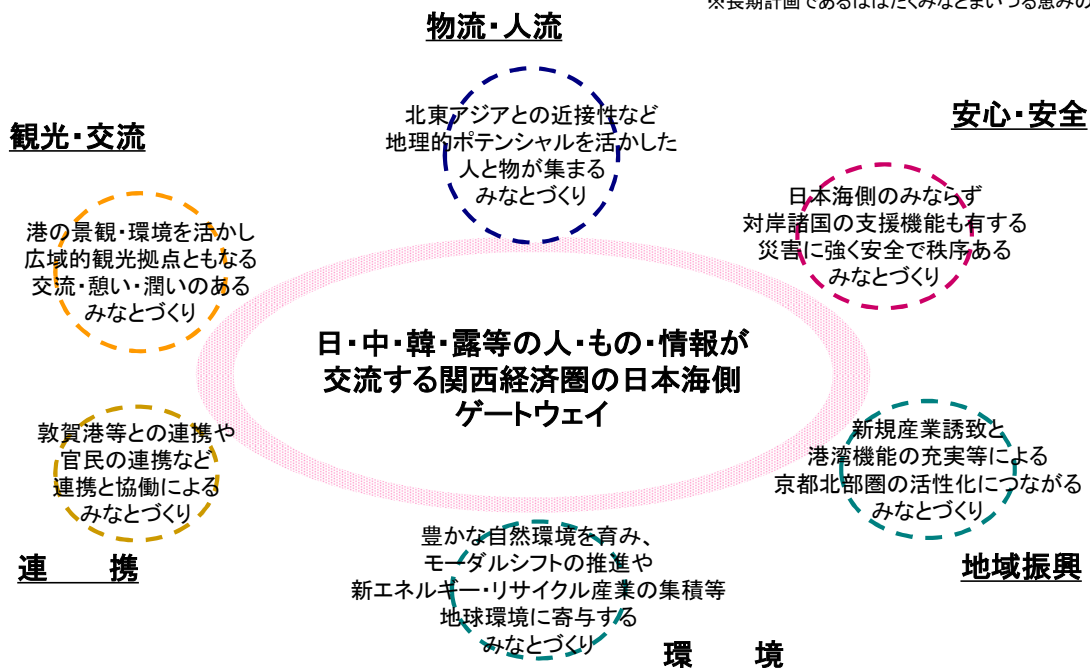 ※長期計画であるはばたくみなとまいづる恵みの
物流・人流
北東アジアとの近接性など
地理的ポテンシャルを活かした
人と物が集まる
みなとづくり
安心・安全
日本海側のみならず
対岸諸国の支援機能も有する
災害に強く安全で秩序ある
みなとづくり
観光・交流
港の景観・環境を活かし
広域的観光拠点ともなる
交流・憩い・潤いのある
みなとづくり
日・中・韓・露等の人・もの・情報が
交流する関西経済圏の日本海側
ゲートウェイ
敦賀港等との連携や
官民の連携など
連携と協働による
みなとづくり
連　携
新規産業誘致と
港湾機能の充実等による
京都北部圏の活性化につながる
みなとづくり
地域振興
豊かな自然環境を育み、
モーダルシフトの推進や
新エネルギー・リサイクル産業の集積等
地球環境に寄与する
みなとづくり
環　境